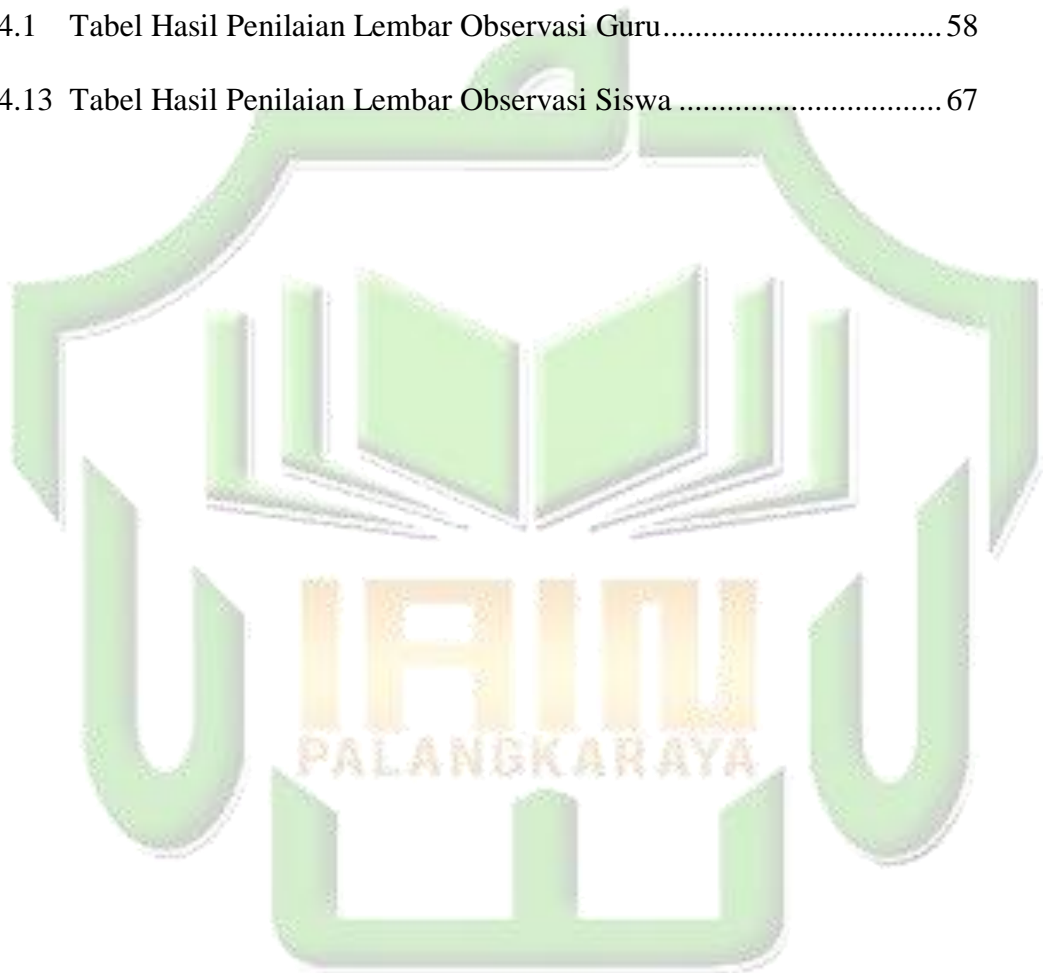 4.1 Tabel Hasil Penilaian Lembar Observasi Guru................................ 58
4.13 Tabel Hasil Penilaian Lembar Observasi Siswa .............................. 67
IAIN
PALANGKARAYA